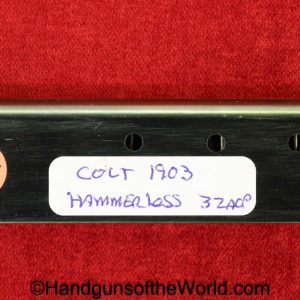 COLT 1903
HAMMERLESS 32ACP
©HandgunsoftheWorld.com